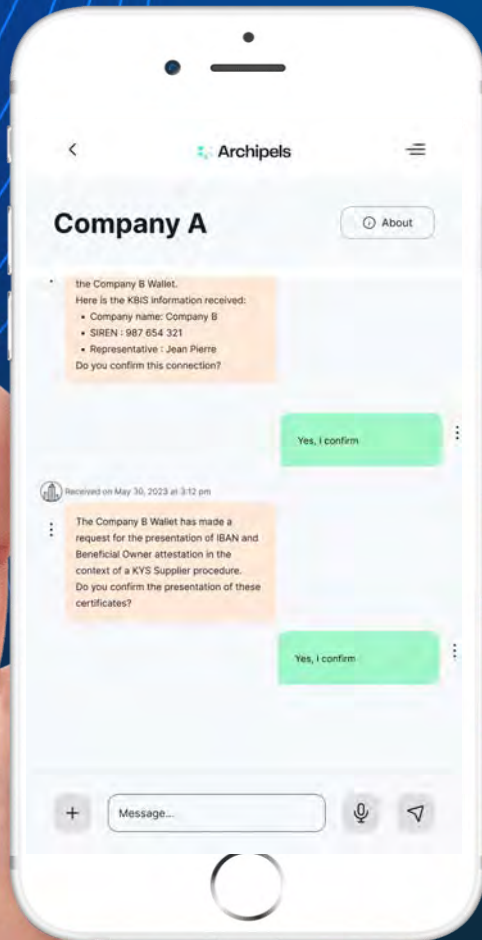 Archipels
Company A
About
the Company B Wallet.
Here is the KBIS information received:
• Company name: Company B
• SIREN : 987 654 321
• Representative : Jean Pierre
Do you confirm this connection?
Yes, I confirm
Received on May 30, 2023 at 3:12 pm
The Company B Wallet has made a
request for the presentation of IBAN and
Beneficial Owner attestation in the
context of a KYS Supplier procedure.
Do you confirm the presentation of these
certificates?
Yes, I confirm
Message...